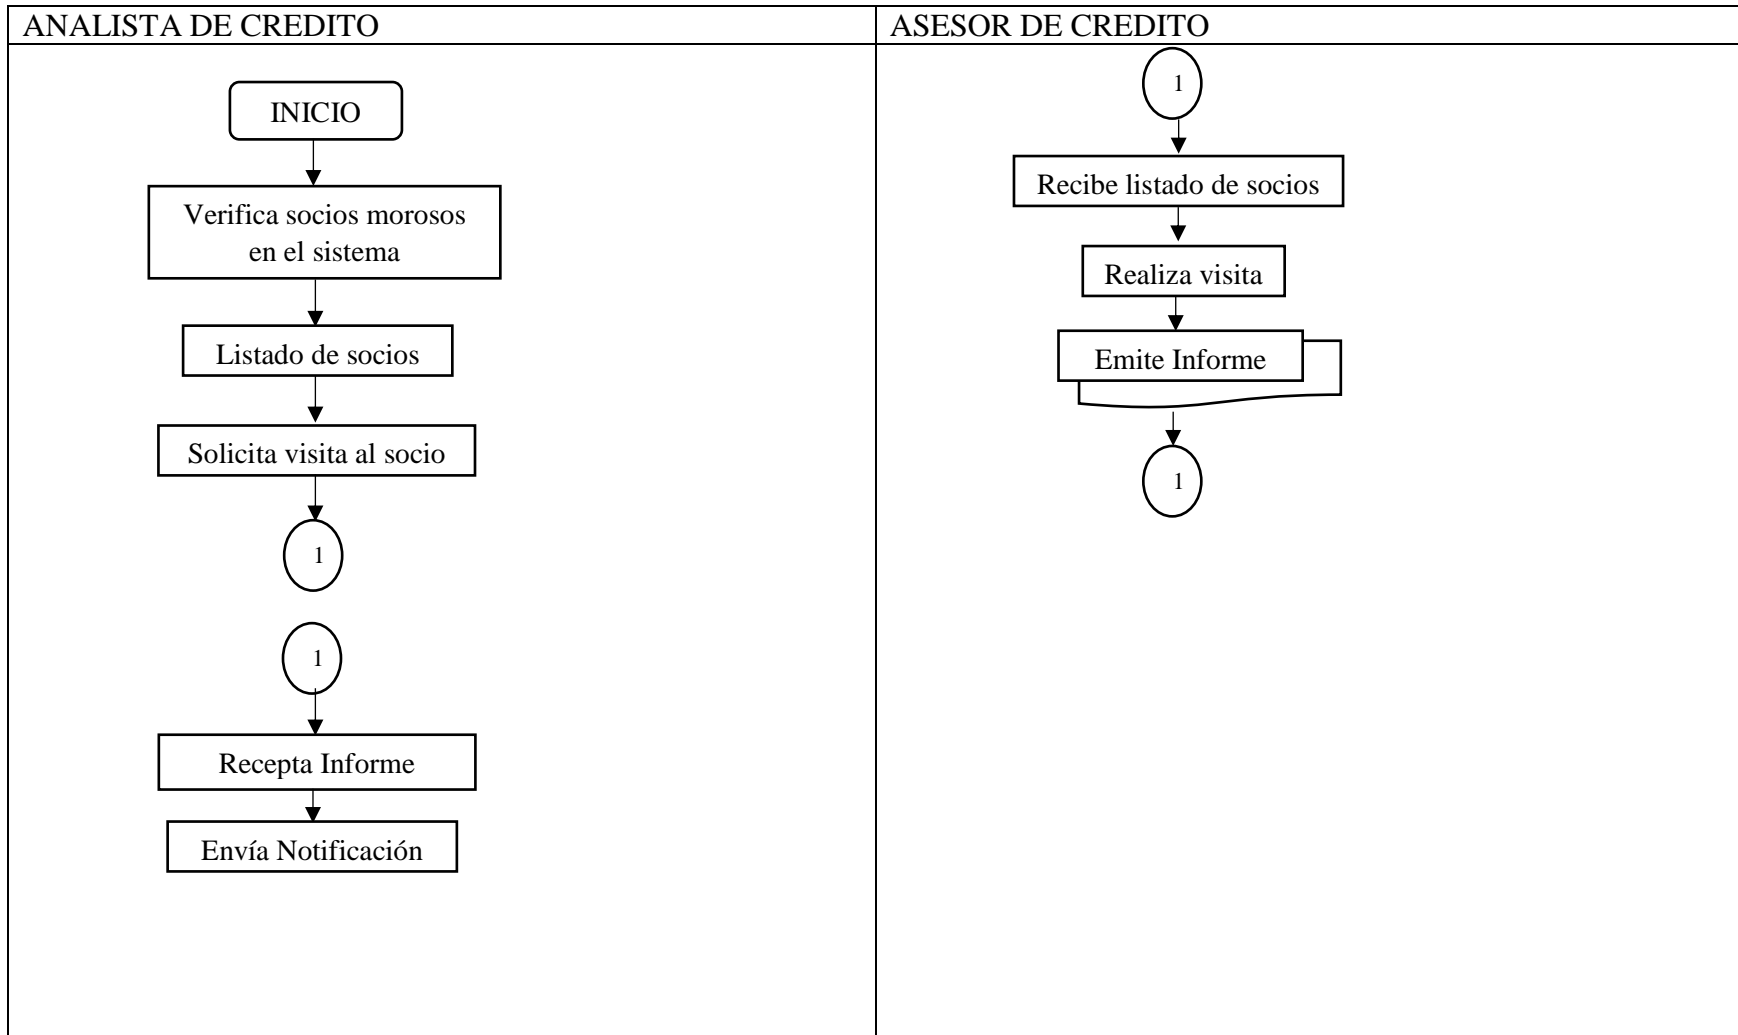 ANALISTA DE CREDITO
INICIO
Verifica socios morosos
en el sistema
Listado de socios
Solicita visita al socio
1
1
Recepta Informe
Envía Notificación
ASESOR DE CREDITO
1
Recibe listado de socios
Realiza visita
Emite Informe
1